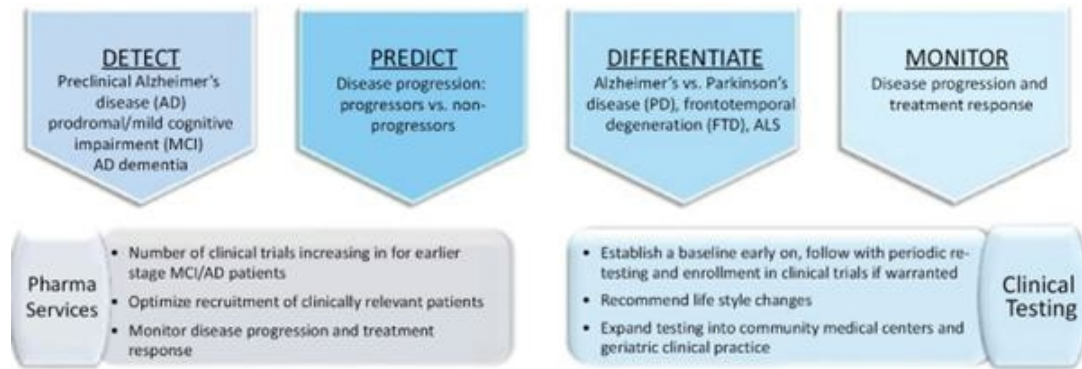 DETECT
Preclinical Alzheimer's
disease (AD)
prodromal/mild cognitive
impairment (MCI)
AD dementia
PREDICT
Disease progression:
progressors vs. non-
progressors
DIFFERENTIATE
Alzheimer's vs. Parkinson's
disease (PD), frontotemporal
degeneration (FTD), ALS
MONITOR
Disease progression and
treatment response
Pharma
Services
• Number of clinical trials increasing in for earlier
stage MCI/AD patients
• Optimize recruitment of clinically relevant patients
• Monitor disease progression and treatment
response
• Establish a baseline early on, follow with periodic re-
testing and enrollment in clinical trials if warranted
• Recommend life style changes
• Expand testing into community medical centers and
geriatric clinical practice
Clinical
Testing